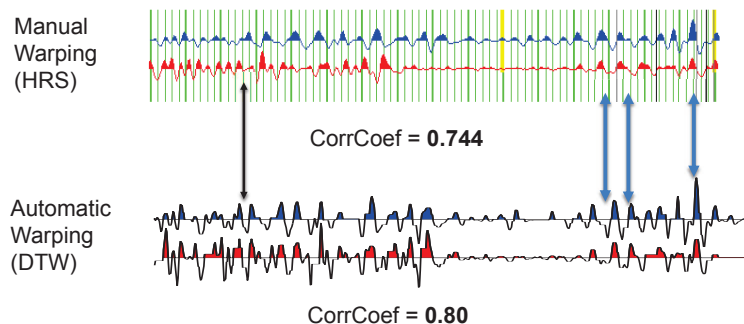 Manual
Warping
(HRS)
CorrCoef = 0.744
Automatic
Warping
(DTW)
CorrCoef = 0.80